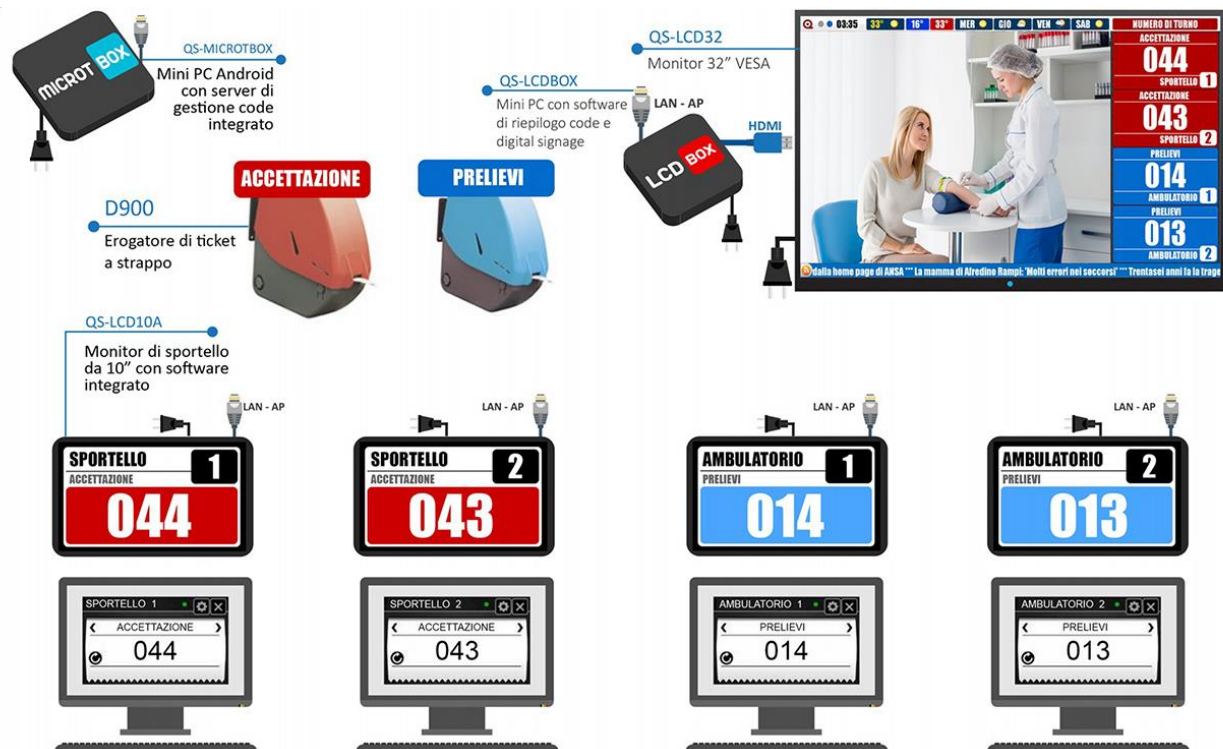 MICROT BOX
QS-MICROTBOX
Mini PC Android
con server di
gestione code
integrato
QS-LCDBOX
Mini PC con software
di riepilogo code e
digital signage
LAN - AP
HDMI
LCD BOX
QS-LCD32
Monitor 32" VESA
03:35 33° 16° 33° MER GIO VEN SAB
NUMERO DI TURNO
ACCETTAZIONE
044
SPORTELLO 1
ACCETTAZIONE
043
SPORTELLO 2
PRELIEVI
014
AMBULATORIO 1
PRELIEVI
013
AMBULATORIO 2
dalla home page di ANSA *** La mamma di Alfredino Rampi: 'Molti errori nei soccorsi' *** Trentasei anni fa la trage
ACCETTAZIONE
PRELIEVI
D900
Erogatore di ticket
a strappo
QS-LCD10A
Monitor di sportello
da 10" con software
integrato
LAN - AP
LAN - AP
LAN - AP
LAN - AP
SPORTELLO 1
ACCETTAZIONE
044
SPORTELLO 2
ACCETTAZIONE
043
AMBULATORIO 1
PRELIEVI
014
AMBULATORIO 2
PRELIEVI
013
SPORTELLO 1
ACCETTAZIONE
044
SPORTELLO 2
ACCETTAZIONE
043
AMBULATORIO 1
PRELIEVI
014
AMBULATORIO 2
PRELIEVI
013